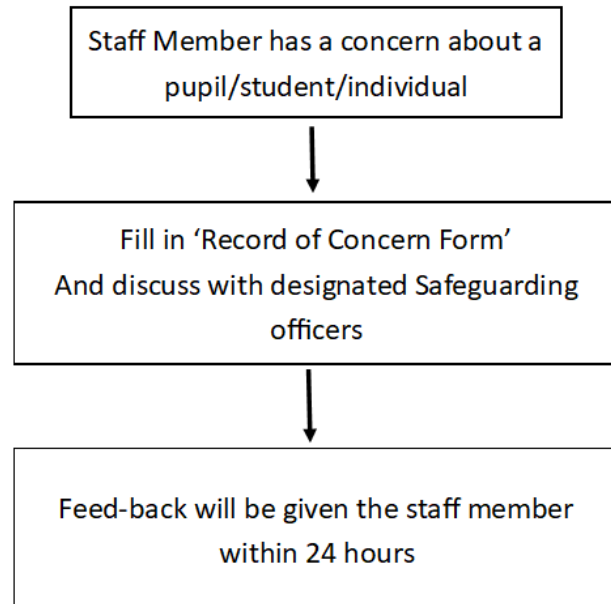 Staff Member has a concern about a
pupil/student/individual
Fill in ‘Record of Concern Form’
And discuss with designated Safeguarding
officers
Feed-back will be given the staff member
within 24 hours